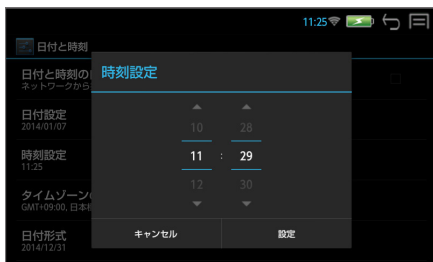 11:25
日付と時刻
日付と時刻の
ネットワークから
時刻設定
日付設定
2014/01/07
10 28
11 : 29
12 30
時刻設定
11:25
タイムゾーンの
GMT+09:00, 日本標
キャンセル 設定
日付形式
2014/12/31